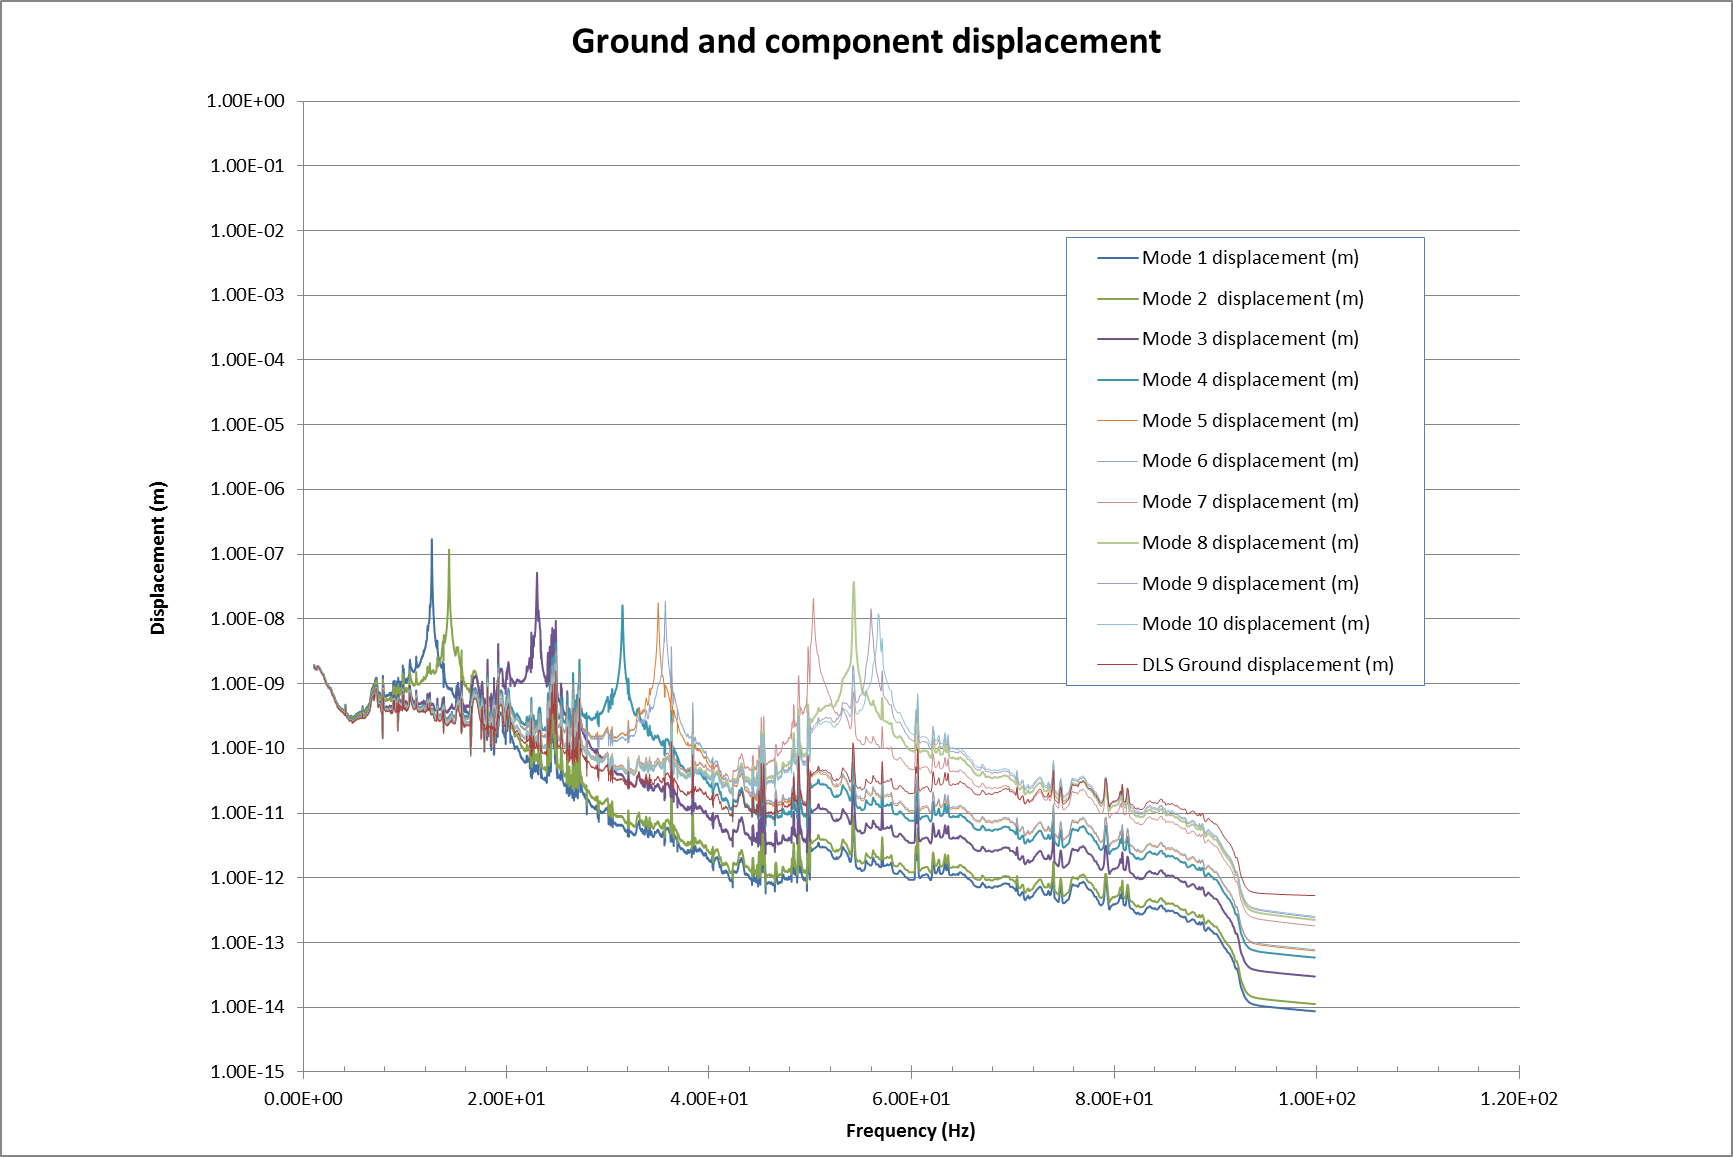 Ground and component displacement
1.00E+00
1.00E-01
1.00E-02
1.00E-03
1.00E-04
1.00E-05
1.00E-06
1.00E-07
1.00E-08
1.00E-09
1.00E-10
1.00E-11
1.00E-12
1.00E-13
1.00E-14
1.00E-15
Displacement (m)
Mode 1 displacement (m)
Mode 2  displacement (m)
Mode 3 displacement (m)
Mode 4 displacement (m)
Mode 5 displacement (m)
Mode 6 displacement (m)
Mode 7 displacement (m)
Mode 8 displacement (m)
Mode 9 displacement (m)
Mode 10 displacement (m)
DLS Ground displacement (m)
0.00E+00 2.00E+01 4.00E+01 6.00E+01 8.00E+01 1.00E+02 1.20E+02
Frequency (Hz)